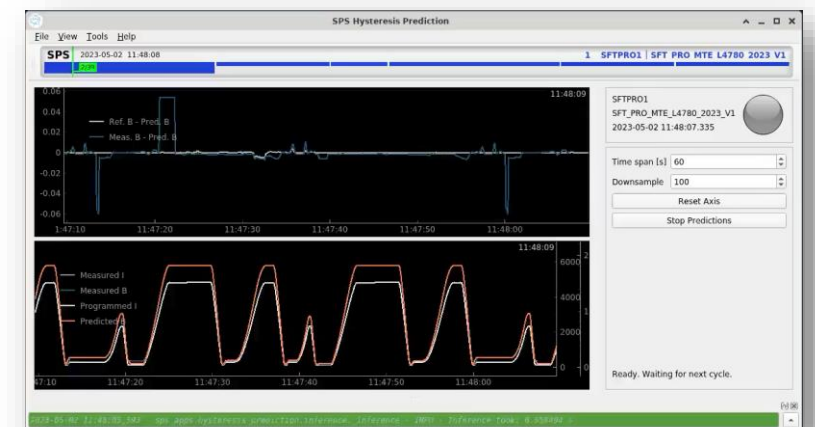 SPS Hysteresis Prediction
File View Tools Help
SPS 2023-05-02 11:48:08
1 SFTPRO1 | SFT PRO MTE L4780 2023 V1
0.06
11:48:09
0.04
Ref. B - Pred. B
0.02
Meas. B - Pred. B
0
-0.02
-0.04
-0.06
1:47:10 11:47:20 11:47:30 11:47:40 11:47:50 11:48:00
11:48:09
Measured I
Measured B
Programmed I
Predicted B
6000 2
4000
1
2000
0 0
47:10 11:47:20 11:47:30 11:47:40 11:47:50 11:48:00
SFTPRO1
SFT_PRO_MTE_L4780_2023_V1
2023-05-02 11:48:07.335
Time span [s] 60
Downsample 100
Reset Axis
Stop Predictions
Ready. Waiting for next cycle.